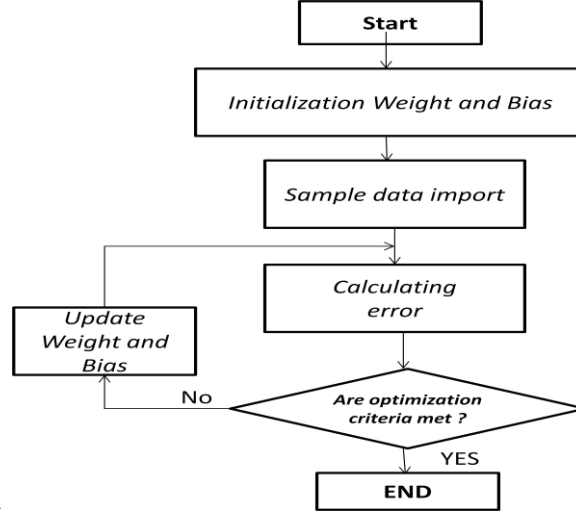 Start
Initialization Weight and Bias
Sample data import
Calculating
error
Update
Weight and
Bias
No
Are optimization
criteria met ?
YES
END